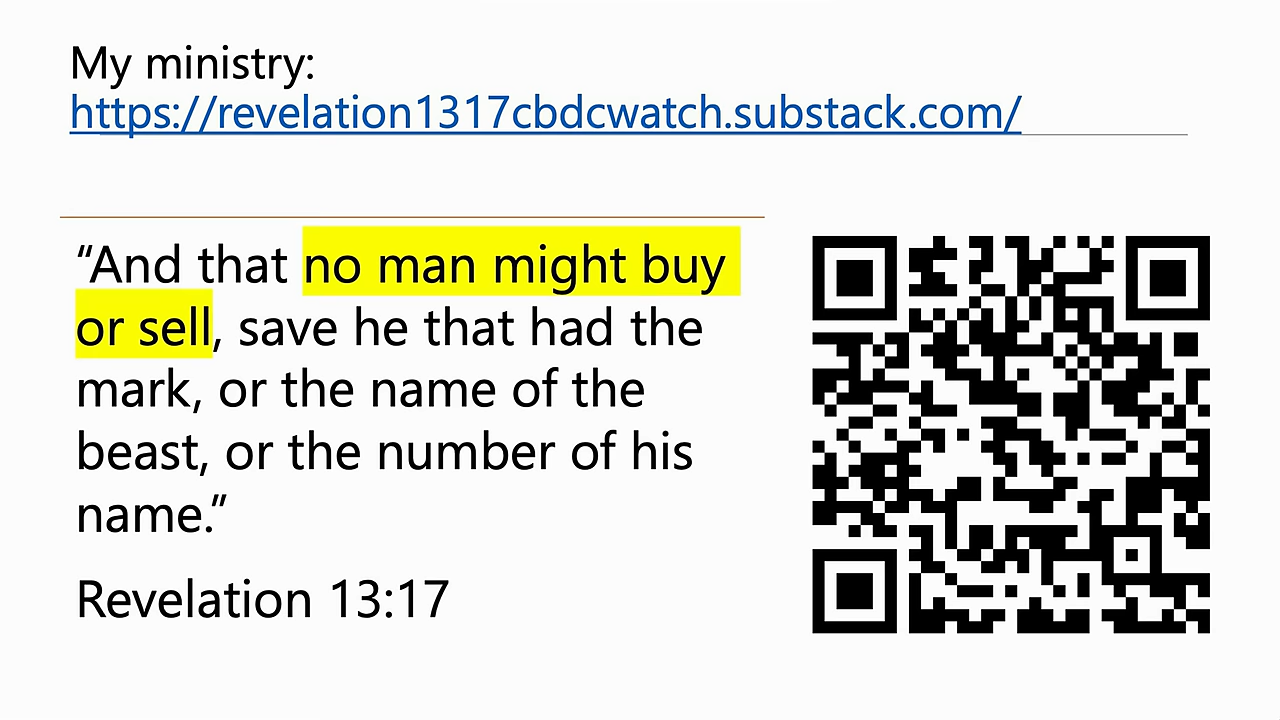 My ministry:
https://revelation1317cbdcwatch.substack.com/
“And that no man might buy
or sell, save he that had the
mark, or the name of the
beast, or the number of his
name.”
Revelation 13:17